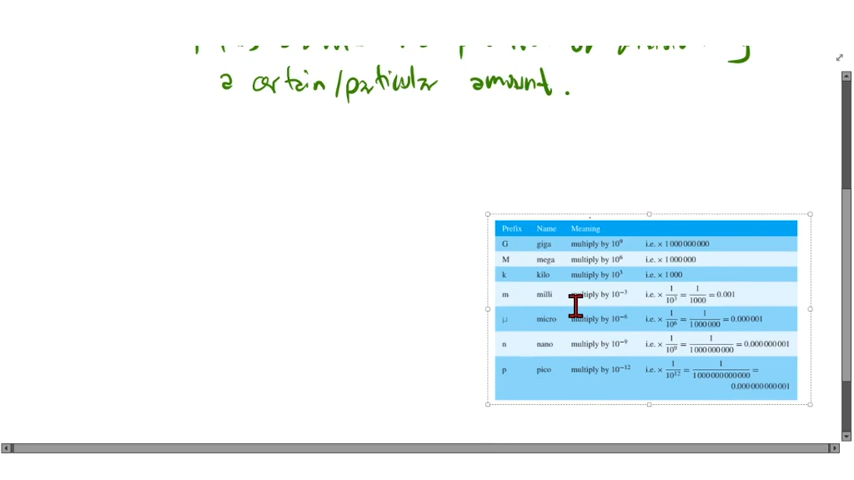 a certain/particular amount.
Prefix Name Meaning
G giga multiply by 10⁹ i.e. × 1 000 000 000
M mega multiply by 10⁶ i.e. × 1 000 000
k kilo multiply by 10³ i.e. × 1 000
m milli multiply by 10⁻³ i.e. × 1/10³ = 1/1000 = 0.001
μ micro multiply by 10⁻⁶ i.e. × 1/10⁶ = 1/1 000 000 = 0.000 001
n nano multiply by 10⁻⁹ i.e. × 1/10⁹ = 1/1 000 000 000 = 0.000 000 001
p pico multiply by 10⁻¹² i.e. × 1/10¹² = 1/1 000 000 000 000 =
0.000 000 000 001